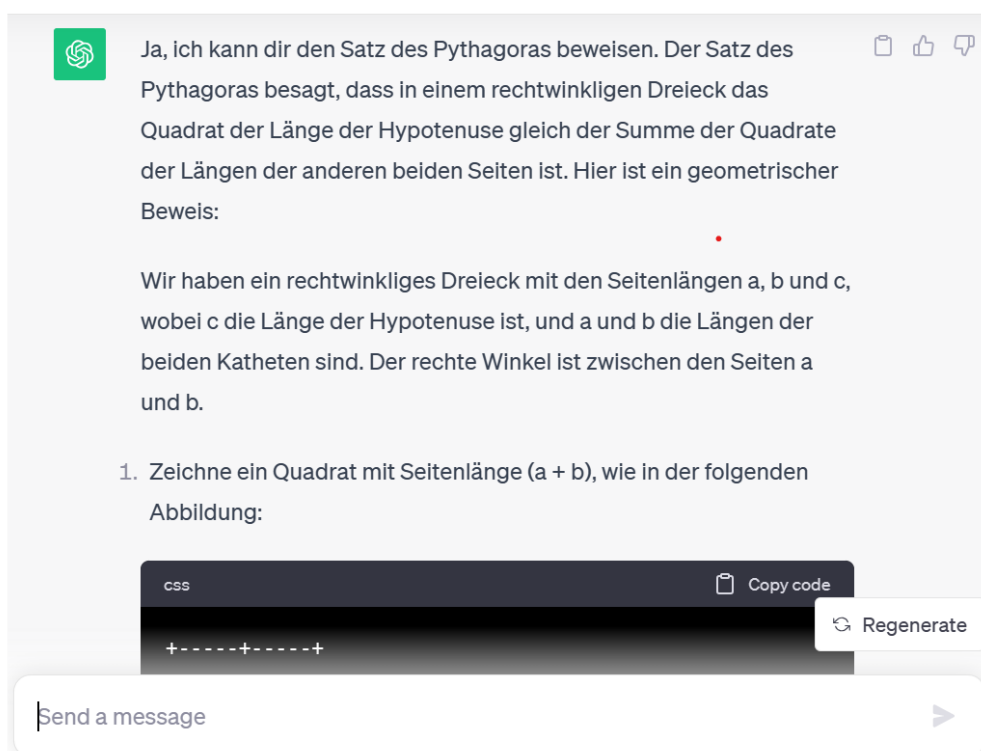 Ja, ich kann dir den Satz des Pythagoras beweisen. Der Satz des
Pythagoras besagt, dass in einem rechtwinkligen Dreieck das
Quadrat der Länge der Hypotenuse gleich der Summe der Quadrate
der Längen der anderen beiden Seiten ist. Hier ist ein geometrischer
Beweis:
Wir haben ein rechtwinkliges Dreieck mit den Seitenlängen a, b und c,
wobei c die Länge der Hypotenuse ist, und a und b die Längen der
beiden Katheten sind. Der rechte Winkel ist zwischen den Seiten a
und b.
1. Zeichne ein Quadrat mit Seitenlänge (a + b), wie in der folgenden
Abbildung:
css Copy code
Regenerate
+-----+-----+
Send a message